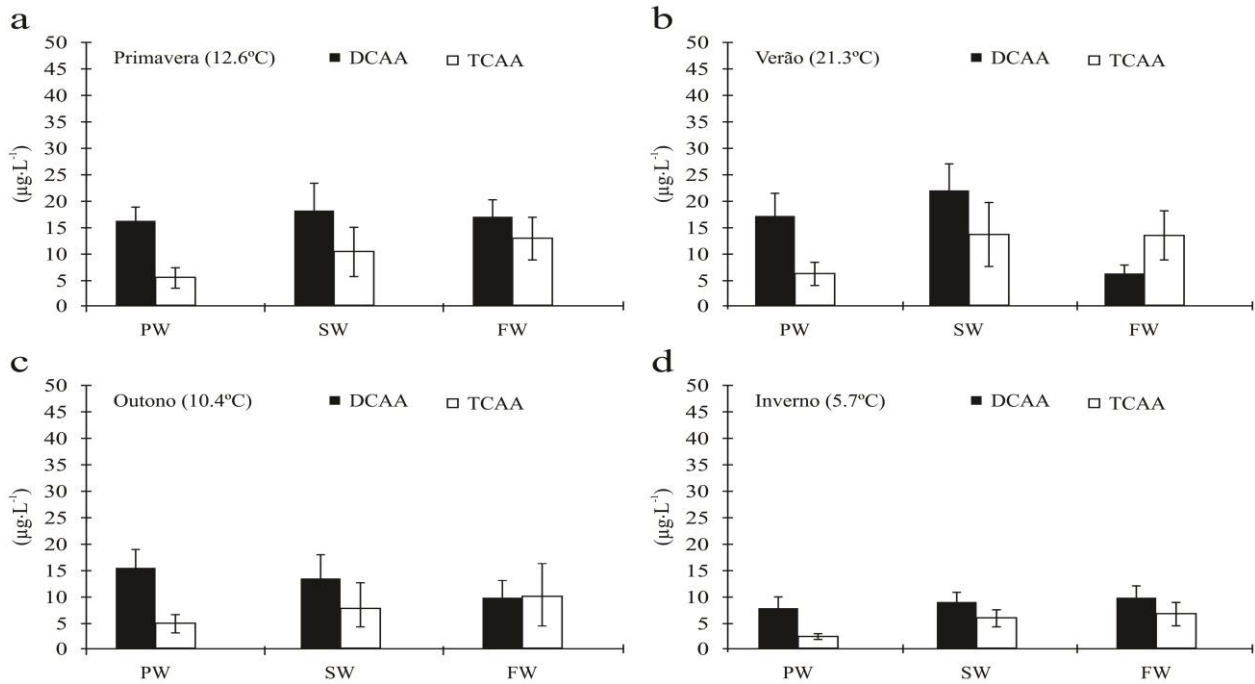 a
50
45
40
35
30
25
20
15
10
5
0
(µg·L⁻¹)
Primavera (12.6ºC)
DCAA
TCAA
PW
SW
FW
b
50
45
40
35
30
25
20
15
10
5
0
(µg·L⁻¹)
Verão (21.3ºC)
DCAA
TCAA
PW
SW
FW
c
50
45
40
35
30
25
20
15
10
5
0
(µg·L⁻¹)
Outono (10.4ºC)
DCAA
TCAA
PW
SW
FW
d
50
45
40
35
30
25
20
15
10
5
0
(µg·L⁻¹)
Inverno (5.7ºC)
DCAA
TCAA
PW
SW
FW